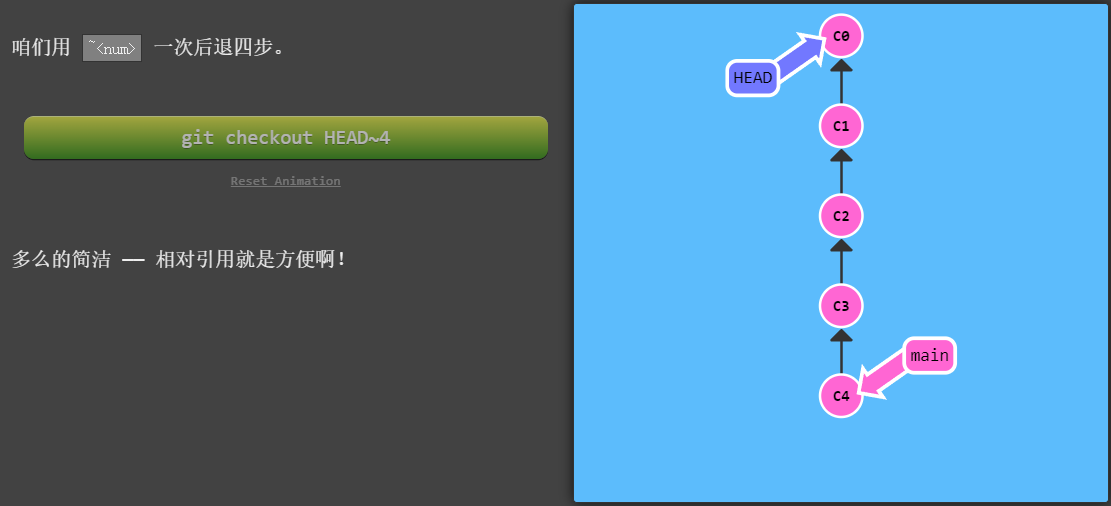 咱们用 ~<num> 一次后退四步。
git checkout HEAD~4
Reset Animation
多么的简洁 —— 相对引用就是方便啊！
C0
HEAD
C1
C2
C3
main
C4